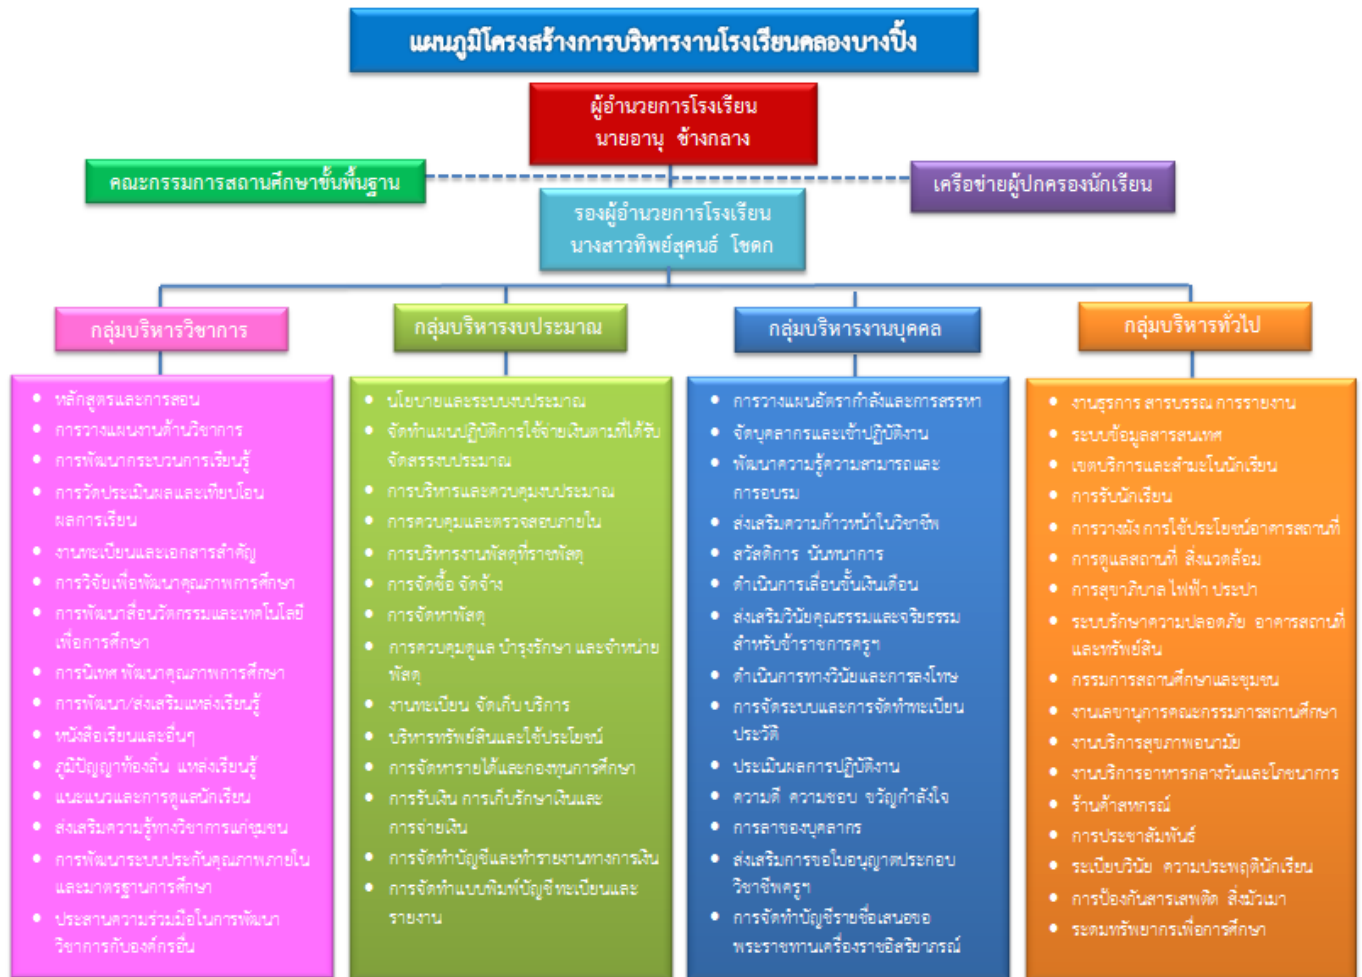 แผนภูมิโครงสร้างการบริหารงานโรงเรียนคลองบางปิ้ง
ผู้อำนวยการโรงเรียน
นายอานุ ช้างกลาง
คณะกรรมการสถานศึกษาขั้นพื้นฐาน
เครือข่ายผู้ปกครองนักเรียน
รองผู้อำนวยการโรงเรียน
นางสาวทิพย์สุคนธ์ โชดก
กลุ่มบริหารวิชาการ
• หลักสูตรและการสอน
• การวางแผนงานด้านวิชาการ
• การพัฒนากระบวนการเรียนรู้
• การวัดประเมินผลและเทียบโอน
ผลการเรียน
• งานทะเบียนและเอกสารสำคัญ
• การวิจัยเพื่อพัฒนาคุณภาพการศึกษา
• การพัฒนาสื่อนวัตกรรมและเทคโนโลยี
เพื่อการศึกษา
• การนิเทศ พัฒนาคุณภาพการศึกษา
• การพัฒนา/ส่งเสริมแหล่งเรียนรู้
• หนังสือเรียนและอื่นๆ
• ภูมิปัญญาท้องถิ่น แหล่งเรียนรู้
• แนะแนวและการดูแลนักเรียน
• ส่งเสริมความรู้ทางวิชาการแก่ชุมชน
• การพัฒนาระบบประกันคุณภาพภายใน
และมาตรฐานการศึกษา
• ประสานความร่วมมือในการพัฒนา
วิชาการกับองค์กรอื่น
กลุ่มบริหารงบประมาณ
• นโยบายและระบบงบประมาณ
• จัดทำแผนปฏิบัติการใช้จ่ายเงินตามที่ได้รับ
จัดสรรงบประมาณ
• การบริหารและควบคุมงบประมาณ
• การควบคุมและตรวจสอบภายใน
• การบริหารงานพัสดุที่ราชพัสดุ
• การจัดซื้อ จัดจ้าง
• การจัดหาพัสดุ
• การควบคุมดูแล บำรุงรักษา และจำหน่าย
พัสดุ
• งานทะเบียน จัดเก็บ บริการ
• บริหารทรัพย์สินและใช้ประโยชน์
• การจัดหารายได้และกองทุนการศึกษา
• การรับเงิน การเก็บรักษาเงินและ
การจ่ายเงิน
• การจัดทำบัญชีและทำรายงานทางการเงิน
• การจัดทำแบบพิมพ์บัญชีทะเบียนและ
รายงาน
กลุ่มบริหารงานบุคคล
• การวางแผนอัตรากำลังและการสรรหา
• จัดบุคลากรและเข้าปฏิบัติงาน
• พัฒนาความรู้ความสามารถและ
การอบรม
• ส่งเสริมความก้าวหน้าในวิชาชีพ
• สวัสดิการ นันทนาการ
• ดำเนินการเลื่อนขั้นเงินเดือน
• ส่งเสริมวินัยคุณธรรมและจริยธรรม
สำหรับข้าราชการครูฯ
• ดำเนินการทางวินัยและการลงโทษ
• การจัดระบบและการจัดทำทะเบียน
ประวัติ
• ประเมินผลการปฏิบัติงาน
• ความดี ความชอบ ขวัญกำลังใจ
• การลาของบุคลากร
• ส่งเสริมการขอใบอนุญาตประกอบ
วิชาชีพครูฯ
• การจัดทำบัญชีรายชื่อเสนอขอ
พระราชทานเครื่องราชอิสริยาภรณ์
กลุ่มบริหารทั่วไป
• งานธุรการ สารบรรณ การรายงาน
• ระบบข้อมูลสารสนเทศ
• เขตบริการและสำมะโนนักเรียน
• การรับนักเรียน
• การวางผัง การใช้ประโยชน์อาคารสถานที่
• การดูแลสถานที่ สิ่งแวดล้อม
• การสุขาภิบาล ไฟฟ้า ประปา
• ระบบรักษาความปลอดภัย อาคารสถานที่
และทรัพย์สิน
• กรรมการสถานศึกษาและชุมชน
• งานเลขานุการคณะกรรมการสถานศึกษา
• งานบริการสุขภาพอนามัย
• งานบริการอาหารกลางวันและโภชนาการ
• ร้านค้าสหกรณ์
• การประชาสัมพันธ์
• ระเบียบวินัย ความประพฤตินักเรียน
• การป้องกันสารเสพติด สิ่งมัวเมา
• ระดมทรัพยากรเพื่อการศึกษา